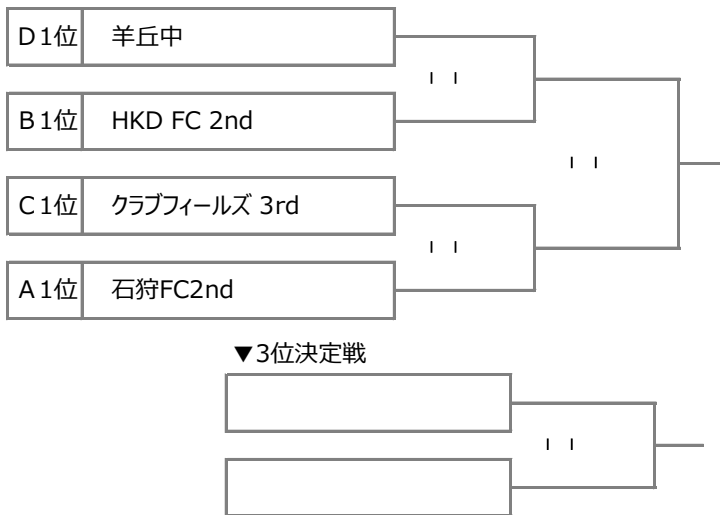 D1位 羊丘中
B1位 HKD FC 2nd
C1位 クラブフィールズ 3rd
A1位 石狩FC2nd
▼3位決定戦